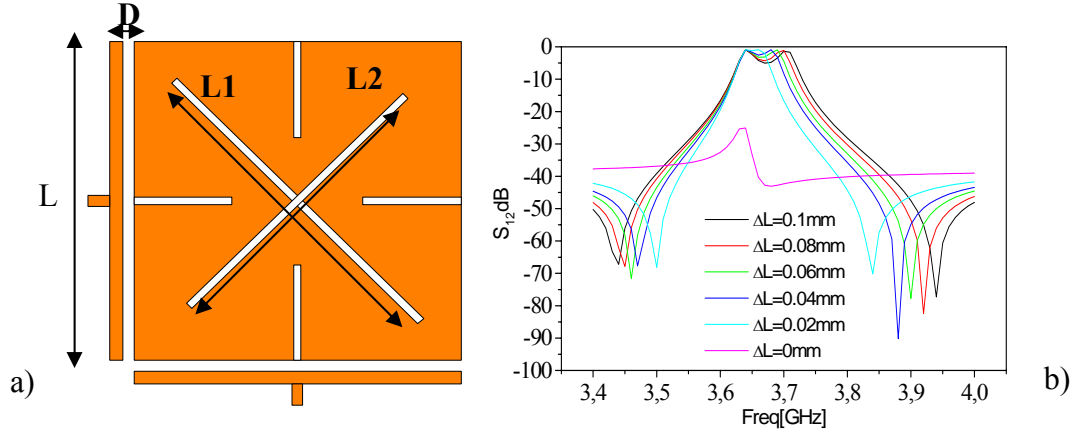 D
L1
L2
L
a)
S12dB
0
-10
-20
-30
-40
-50
-60
-70
-80
-90
-100
ΔL=0.1mm
ΔL=0.08mm
ΔL=0.06mm
ΔL=0.04mm
ΔL=0.02mm
ΔL=0mm
3,4 3,5 3,6 3,7 3,8 3,9 4,0
Freq[GHz]
b)